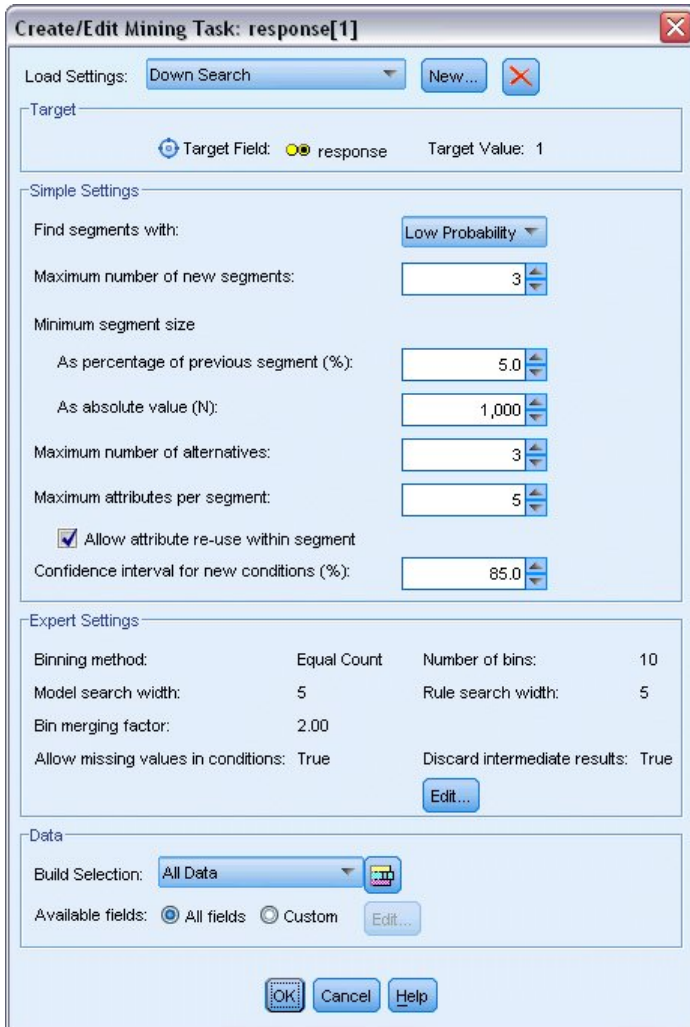 Create/Edit Mining Task: response[1]
Load Settings: Down Search New...
Target
Target Field: response Target Value: 1
Simple Settings
Find segments with: Low Probability
Maximum number of new segments: 3
Minimum segment size
As percentage of previous segment (%): 5.0
As absolute value (N): 1,000
Maximum number of alternatives: 3
Maximum attributes per segment: 5
Allow attribute re-use within segment
Confidence interval for new conditions (%): 85.0
Expert Settings
Binning method: Equal Count Number of bins: 10
Model search width: 5 Rule search width: 5
Bin merging factor: 2.00
Allow missing values in conditions: True Discard intermediate results: True
Edit...
Data
Build Selection: All Data
Available fields: All fields Custom Edit...
OK Cancel Help